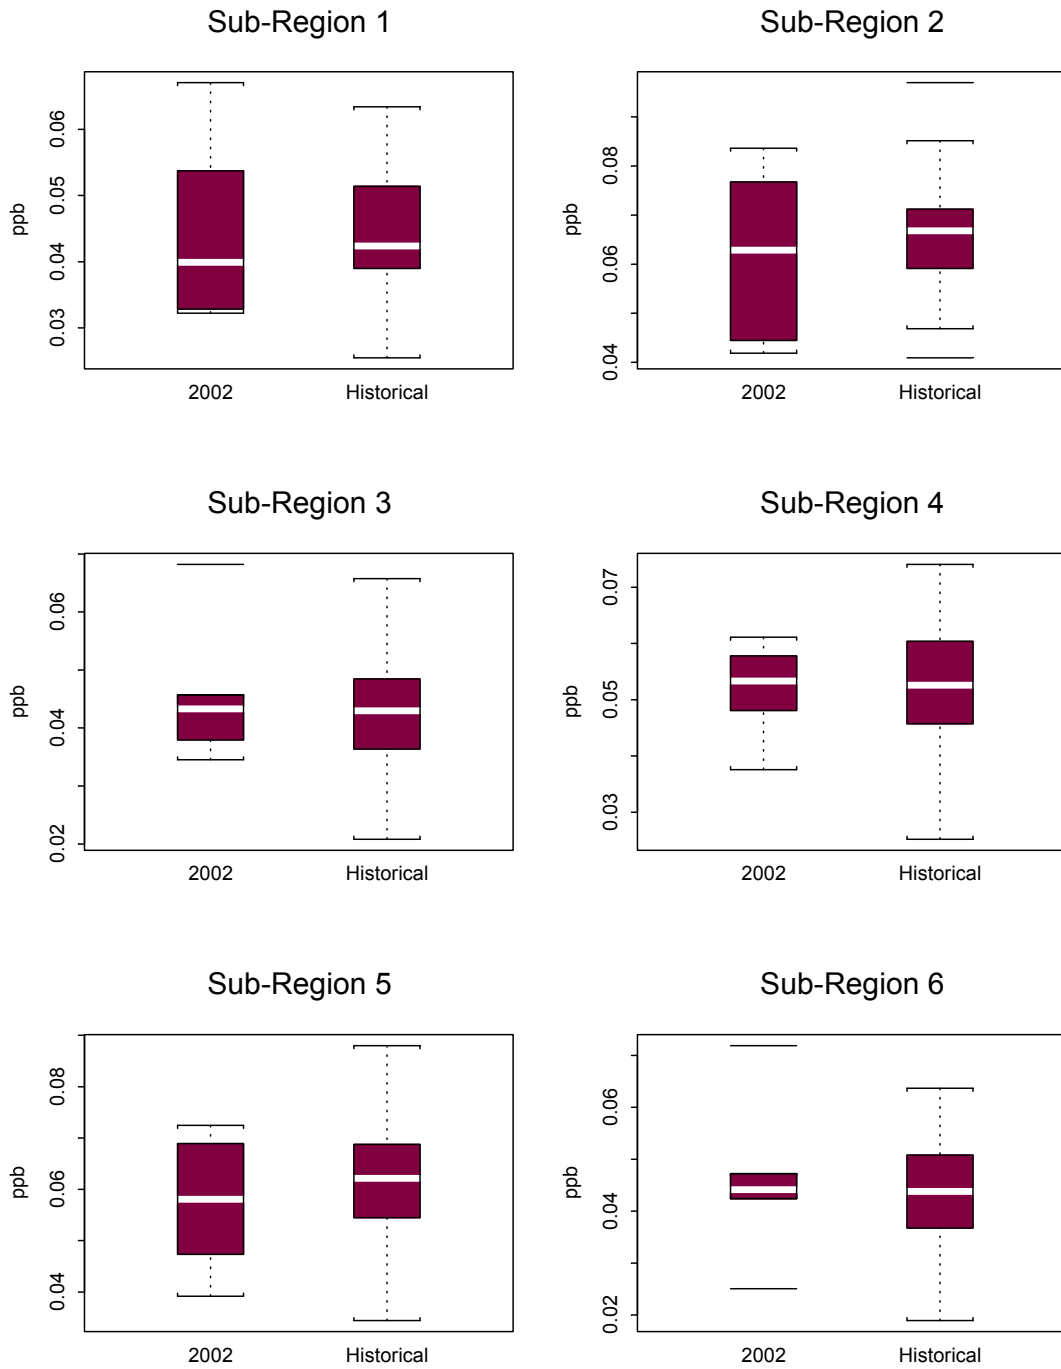 Sub-Region 1
Sub-Region 2
ppb
0.03 0.04 0.05 0.06
2002 Historical
ppb
0.04 0.06 0.08
2002 Historical
Sub-Region 3
Sub-Region 4
ppb
0.02 0.04 0.06
2002 Historical
ppb
0.03 0.05 0.07
2002 Historical
Sub-Region 5
Sub-Region 6
ppb
0.04 0.06 0.08
2002 Historical
ppb
0.02 0.04 0.06
2002 Historical